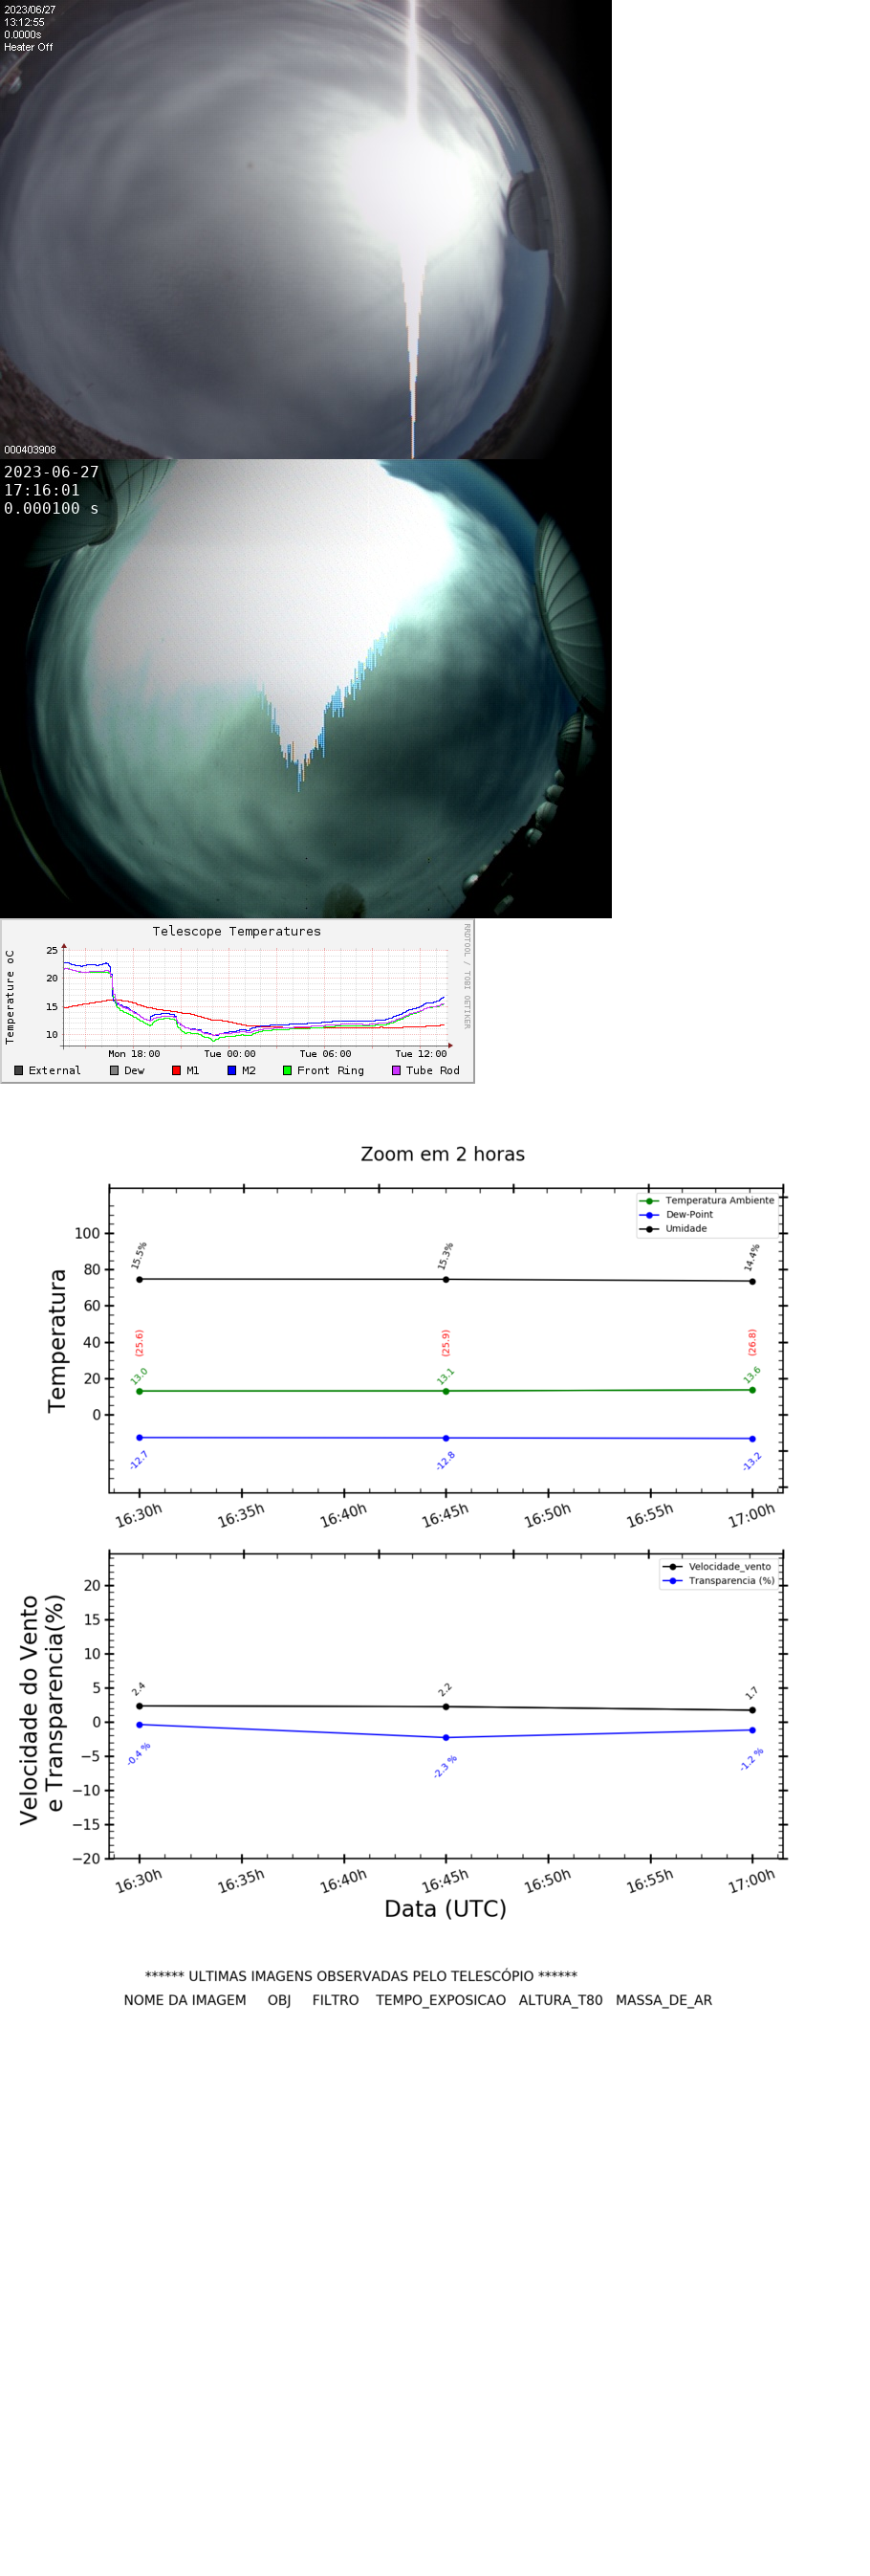 2023/06/27
13:12:55
0.0000s
Heater Off
000403908
2023-06-27
17:16:01
0.000100 s
Telescope Temperatures
RRDTOOL / TOBI OETIKER
Temperature oC
25
20
15
10
Mon 18:00 Tue 00:00 Tue 06:00 Tue 12:00
External Dew M1 M2 Front Ring Tube Rod
Zoom em 2 horas
Temperatura
100
80
60
40
20
0
Temperatura Ambiente
Dew-Point
Umidade
15.5% 15.3% 14.4%
(25.6) (25.9) (26.8)
13.0 13.1 13.6
-12.7 -12.8 -13.2
16:30h 16:35h 16:40h 16:45h 16:50h 16:55h 17:00h
Velocidade do Vento
e Transparencia(%)
20
15
10
5
0
−5
−10
−15
−20
Velocidade_vento
Transparencia (%)
2.4 2.2 1.7
-0.4 % -2.3 % -1.2 %
16:30h 16:35h 16:40h 16:45h 16:50h 16:55h 17:00h
Data (UTC)
****** ULTIMAS IMAGENS OBSERVADAS PELO TELESCÓPIO ******
NOME DA IMAGEM OBJ FILTRO TEMPO_EXPOSICAO ALTURA_T80 MASSA_DE_AR